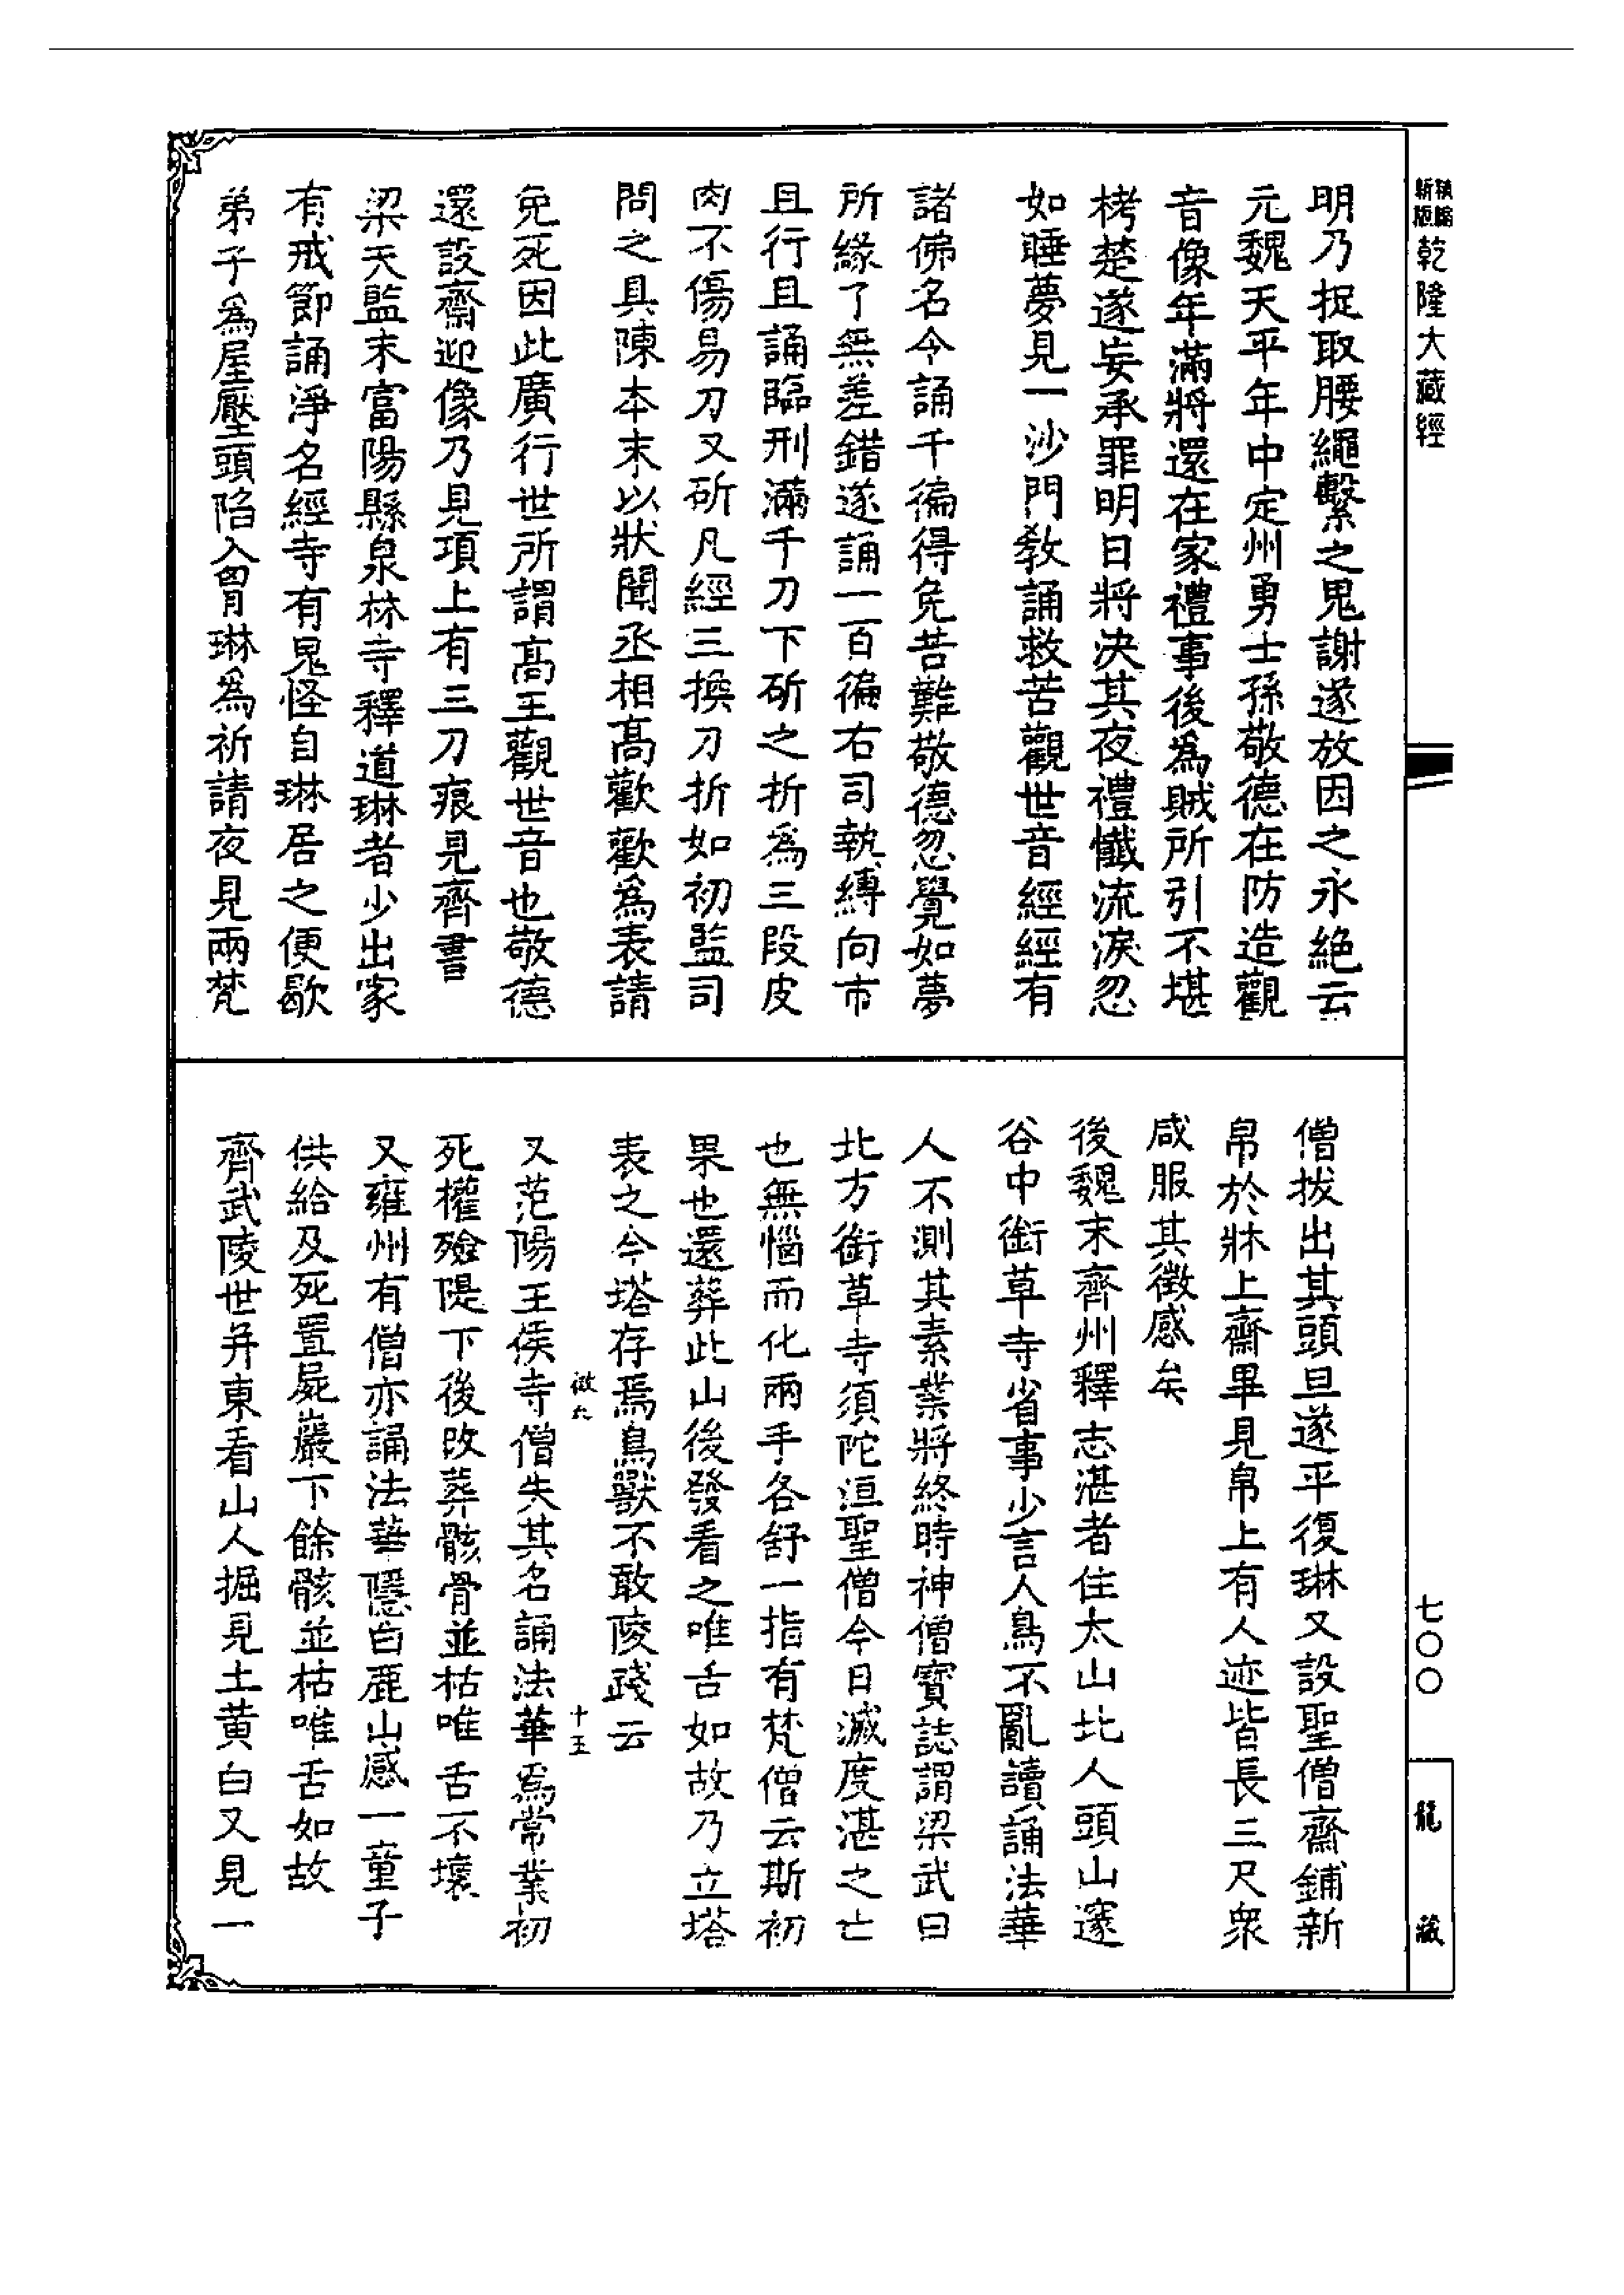 新版
縮
乾隆大藏經
明乃捉取腰繩繫之鬼謝遂放因之永絕云
元魏天平年中定州勇士孫敬德在防造觀
音像年滿將還在家禮事後為賊所引不堪
栲楚遂妄承罪明日將決其夜禮懺流淚忽
如睡夢見一沙門教誦救苦觀世音經經有
諸佛名令誦千徧得免苦難敬德忽覺如夢
所緣了無差錯遂誦一百徧右司執縛向市
且行且誦臨刑滿千刀下斫之折為三段皮
肉不傷易刀又斫凡經三換刀折如初監司
問之具陳本末以狀聞丞相高歡歡為表請
免死因此廣行世所謂高王觀世音也敬德
還設齋迎像乃見項上有三刀痕見齊書
梁天監末富陽縣泉林寺釋道琳者少出家
有戒節誦淨名經寺有鬼怪自琳居之便歇
弟子為屋壓頭陷入胷琳為祈請夜見兩梵
僧拔出其頭旦遂平復琳又設聖僧齋鋪新
帛於牀上齋畢見帛上有人迹皆長三尺衆
咸服其徵感矣
後魏末齊州釋志湛者住太山北人頭山邃
谷中銜草寺省事少言人鳥不亂讀誦法華
人不測其素業將終時神僧寶誌謂梁武曰
北方銜草寺須陀洹聖僧今日滅度湛之亡
也無惱而化兩手各舒一指有梵僧云斯初
果也還葬此山後發看之唯舌如故乃立塔
表之今塔存焉鳥獸不敢陵踐云
又范陽王侯寺僧失其名誦法華為常業初
死權殮隄下後改葬骸骨並枯唯舌不壞
又雍州有僧亦誦法華隱白鹿山感一童子
供給及死置屍巖下餘骸並枯唯舌如故
齊武陵世并東看山人掘見土黄白又見一
七〇〇
龍藏